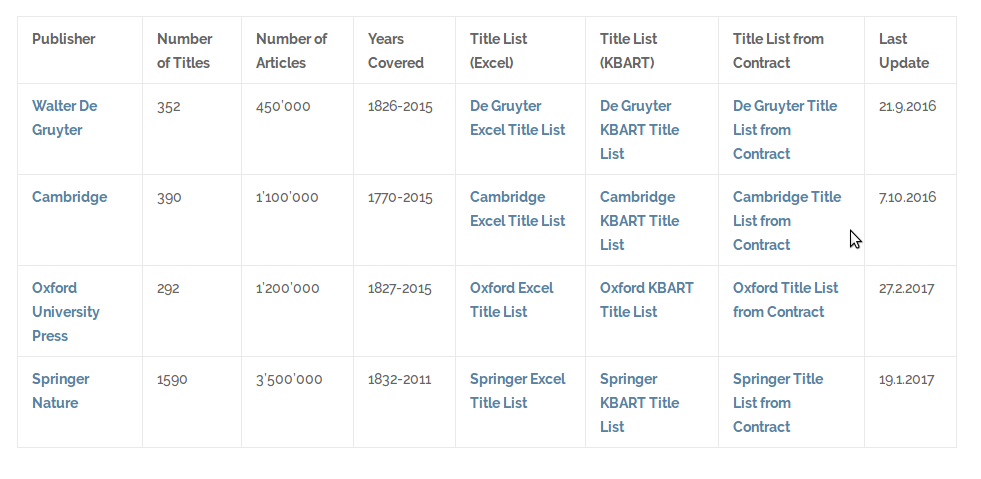 Publisher
Number
of Titles
Number of
Articles
Years
Covered
Title List
(Excel)
Title List
(KBART)
Title List from
Contract
Last
Update
Walter De
Gruyter
352
450'000
1826-2015
De Gruyter
Excel Title List
De Gruyter
KBART Title
List
De Gruyter Title
List from
Contract
21.9.2016
Cambridge
390
1'100'000
1770-2015
Cambridge
Excel Title List
Cambridge
KBART Title
List
Cambridge Title
List from
Contract
7.10.2016
Oxford
University
Press
292
1'200'000
1827-2015
Oxford Excel
Title List
Oxford KBART
Title List
Oxford Title List
from Contract
27.2.2017
Springer
Nature
1590
3'500'000
1832-2011
Springer Excel
Title List
Springer
KBART Title
List
Springer Title
List from
Contract
19.1.2017